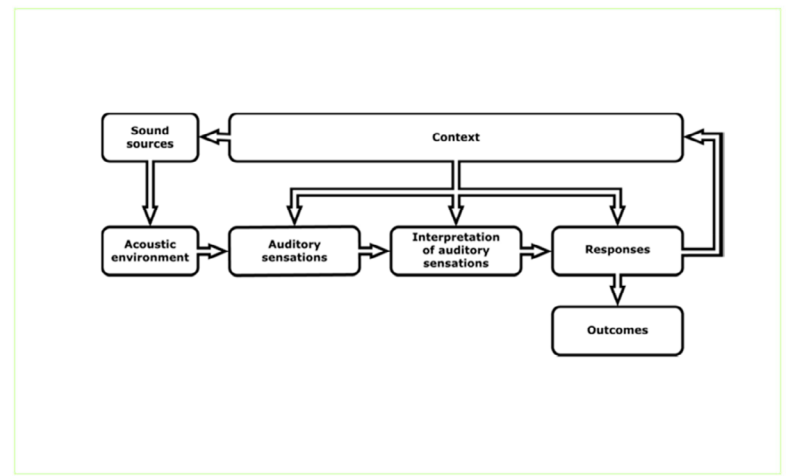 Sound
sources
Context
Acoustic
environment
Auditory
sensations
Interpretation
of auditory
sensations
Responses
Outcomes